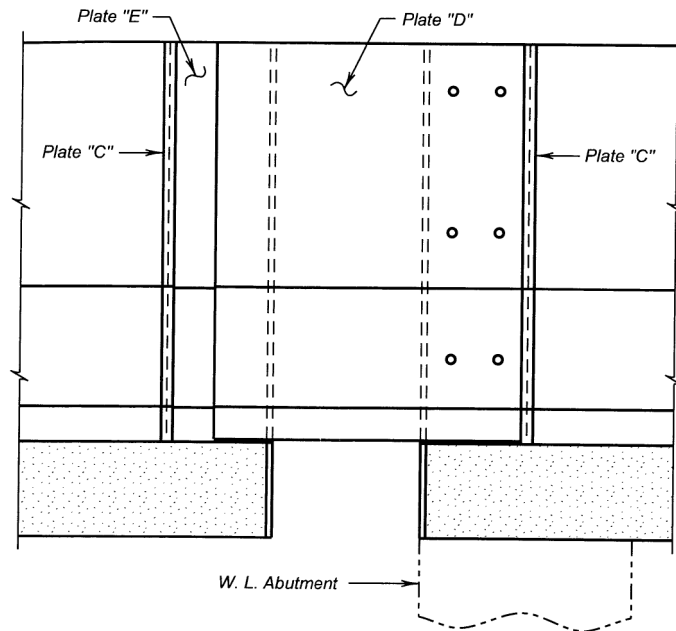 Plate "E"
Plate "D"
Plate "C"
Plate "C"
W. L. Abutment